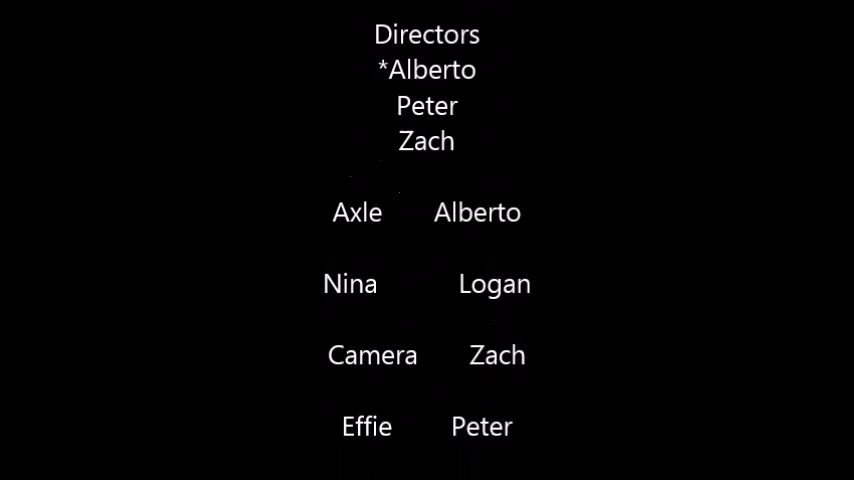 Directors
*Alberto
Peter
Zach
Axle Alberto
Nina Logan
Camera Zach
Effie Peter